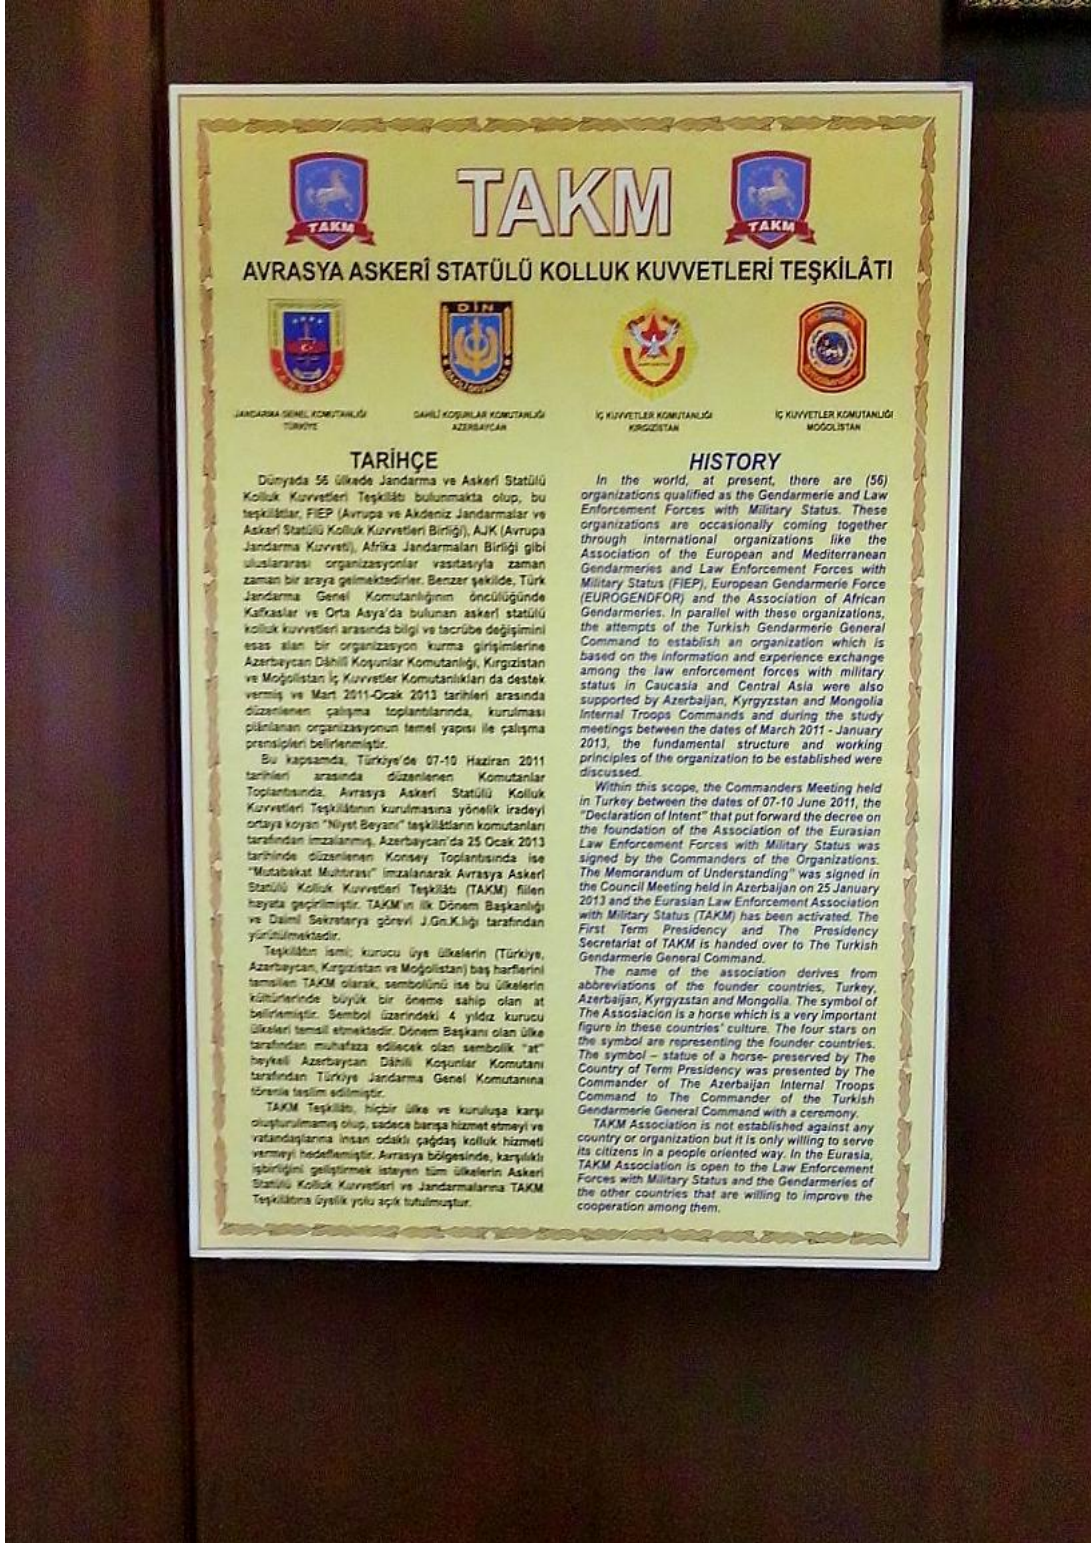 TAKM
TAKM
TAKM
AVRASYA ASKERÎ STATÜLÜ KOLLUK KUVVETLERİ TEŞKİLÂTI
DİN
JANDARMA GENEL KOMUTANLIĞI
TÜRKİYE
DAHİLİ KOŞUNLAR KOMUTANLIĞI
AZERBAYCAN
İÇ KUVVETLER KOMUTANLIĞI
KIRGIZİSTAN
İÇ KUVVETLER KOMUTANLIĞI
MOĞOLİSTAN
TARİHÇE
Dünyada 56 ülkede Jandarma ve Askerî Statülü
Kolluk Kuvvetleri Teşkilâtı bulunmakta olup, bu
teşkilâtlar, FIEP (Avrupa ve Akdeniz Jandarmalar ve
Askerî Statülü Kolluk Kuvvetleri Birliği), AJK (Avrupa
Jandarma Kuvveti), Afrika Jandarmaları Birliği gibi
uluslararası organizasyonlar vasıtasıyla zaman
zaman bir araya gelmektedirler. Benzer şekilde, Türk
Jandarma Genel Komutanlığının öncülüğünde
Kafkaslar ve Orta Asya'da bulunan askerî statülü
kolluk kuvvetleri arasında bilgi ve tecrübe değişimini
esas alan bir organizasyon kurma girişimlerine
Azerbaycan Dâhilî Koşunlar Komutanlığı, Kırgızistan
ve Moğolistan İç Kuvvetler Komutanlıkları da destek
vermiş ve Mart 2011-Ocak 2013 tarihleri arasında
düzenlenen çalışma toplantılarında, kurulması
plânlanan organizasyonun temel yapısı ile çalışma
prensipleri belirlenmiştir.
Bu kapsamda, Türkiye'de 07-10 Haziran 2011
tarihleri arasında düzenlenen Komutanlar
Toplantısında, Avrasya Askerî Statülü Kolluk
Kuvvetleri Teşkilâtının kurulmasına yönelik iradeyi
ortaya koyan "Niyet Beyanı" teşkilâtların komutanları
tarafından imzalanmış, Azerbaycan'da 25 Ocak 2013
tarihinde düzenlenen Konsey Toplantısında ise
"Mutabakat Muhtırası" imzalanarak Avrasya Askerî
Statülü Kolluk Kuvvetleri Teşkilâtı (TAKM) fiilen
hayata geçirilmiştir. TAKM'ın ilk Dönem Başkanlığı
ve Daimî Sekreterya görevi J.Gn.K.lığı tarafından
yürütülmektedir.
Teşkilâtın ismi; kurucu üye ülkelerin (Türkiye,
Azerbaycan, Kırgızistan ve Moğolistan) baş harflerini
temsilen TAKM olarak, sembolünü ise bu ülkelerin
kültürlerinde büyük bir öneme sahip olan at
belirlemiştir. Sembol üzerindeki 4 yıldız kurucu
ülkeleri temsil etmektedir. Dönem Başkanı olan ülke
tarafından muhafaza edilecek olan sembolik "at"
heykeli Azerbaycan Dâhilî Koşunlar Komutanı
tarafından Türkiye Jandarma Genel Komutanına
törenle teslim edilmiştir.
TAKM Teşkilâtı, hiçbir ülke ve kuruluşa karşı
oluşturulmamış olup, sadece barışa hizmet etmeyi ve
vatandaşlarına insan odaklı çağdaş kolluk hizmeti
vermeyi hedeflemiştir. Avrasya bölgesinde, karşılıklı
işbirliğini geliştirmek isteyen tüm ülkelerin Askerî
Statülü Kolluk Kuvvetleri ve Jandarmalarına TAKM
Teşkilâtına üyelik yolu açık tutulmuştur.
HISTORY
In the world, at present, there are (56)
organizations qualified as the Gendarmerie and Law
Enforcement Forces with Military Status. These
organizations are occasionally coming together
through international organizations like the
Association of the European and Mediterranean
Gendarmeries and Law Enforcement Forces with
Military Status (FIEP), European Gendarmerie Force
(EUROGENDFOR) and the Association of African
Gendarmeries. In parallel with these organizations,
the attempts of the Turkish Gendarmerie General
Command to establish an organization which is
based on the information and experience exchange
among the law enforcement forces with military
status in Caucasia and Central Asia were also
supported by Azerbaijan, Kyrgyzstan and Mongolia
Internal Troops Commands and during the study
meetings between the dates of March 2011 - January
2013, the fundamental structure and working
principles of the organization to be established were
discussed.
Within this scope, the Commanders Meeting held
in Turkey between the dates of 07-10 June 2011, the
"Declaration of Intent" that put forward the decree on
the foundation of the Association of the Eurasian
Law Enforcement Forces with Military Status was
signed by the Commanders of the Organizations.
The Memorandum of Understanding" was signed in
the Council Meeting held in Azerbaijan on 25 January
2013 and the Eurasian Law Enforcement Association
with Military Status (TAKM) has been activated. The
First Term Presidency and The Presidency
Secretariat of TAKM is handed over to The Turkish
Gendarmerie General Command.
The name of the association derives from
abbreviations of the founder countries, Turkey,
Azerbaijan, Kyrgyzstan and Mongolia. The symbol of
The Assosiacion is a horse which is a very important
figure in these countries' culture. The four stars on
the symbol are representing the founder countries.
The symbol – statue of a horse- preserved by The
Country of Term Presidency was presented by The
Commander of The Azerbaijan Internal Troops
Command to The Commander of the Turkish
Gendarmerie General Command with a ceremony.
TAKM Association is not established against any
country or organization but it is only willing to serve
its citizens in a people oriented way. In the Eurasia,
TAKM Association is open to the Law Enforcement
Forces with Military Status and the Gendarmeries of
the other countries that are willing to improve the
cooperation among them.